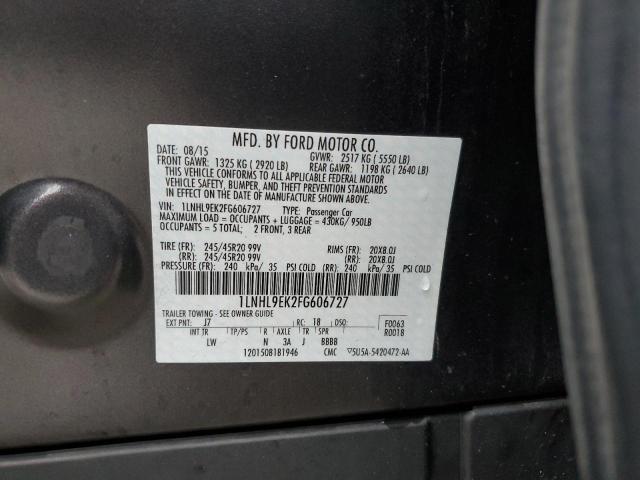 MFD. BY FORD MOTOR CO.
DATE: 08/15 GVWR: 2517 KG ( 5550 LB)
FRONT GAWR: 1325 KG ( 2920 LB) REAR GAWR: 1198 KG ( 2640 LB)
THIS VEHICLE CONFORMS TO ALL APPLICABLE FEDERAL MOTOR
VEHICLE SAFETY, BUMPER, AND THEFT PREVENTION STANDARDS
IN EFFECT ON THE DATE OF MANUFACTURE SHOWN ABOVE.
VIN: 1LNHL9EK2FG606727 TYPE: Passenger Car
MAXIMUM LOAD = OCCUPANTS + LUGGAGE = 430KG/ 950LB
OCCUPANTS = 5 TOTAL; 2 FRONT, 3 REAR
TIRE (FR): 245/45R20 99V RIMS (FR): 20X8.0J
(RR): 245/45R20 99V (RR): 20X8.0J
PRESSURE (FR): 240 kPa/ 35 PSI COLD (RR): 240 kPa/ 35 PSI COLD
1LNHL9EK2FG606727
TRAILER TOWING - SEE OWNER GUIDE
EXT PNT: J7 RC: 18 DSO: F0063
R0018
INT TR TP/PS R AXLE TR SPR
LW N 3A J BBBB
1201508181946 CMC 5U5A-5420472-AA